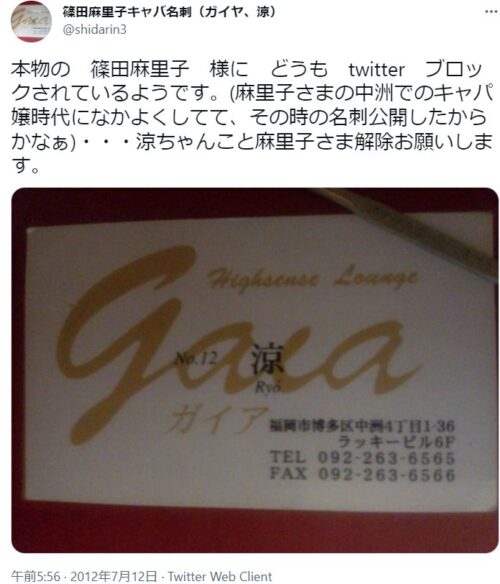 篠田麻里子キャバ名刺（ガイヤ、涼）
@shidarin3
本物の　篠田麻里子　様に　どうも　twitter　ブロッ
クされているようです。(麻里子さまの中洲でのキャバ
嬢時代になかよくしてて、その時の名刺公開したから
かなぁ)・・・涼ちゃんこと麻里子さま解除お願いしま
す。
Highsense Lounge
Gaia
No.12 涼
Ryō
ガイア
福岡市博多区中洲4丁目1-36
ラッキービル6F
TEL 092-263-6565
FAX 092-263-6566
午前5:56 · 2012年7月12日 · Twitter Web Client